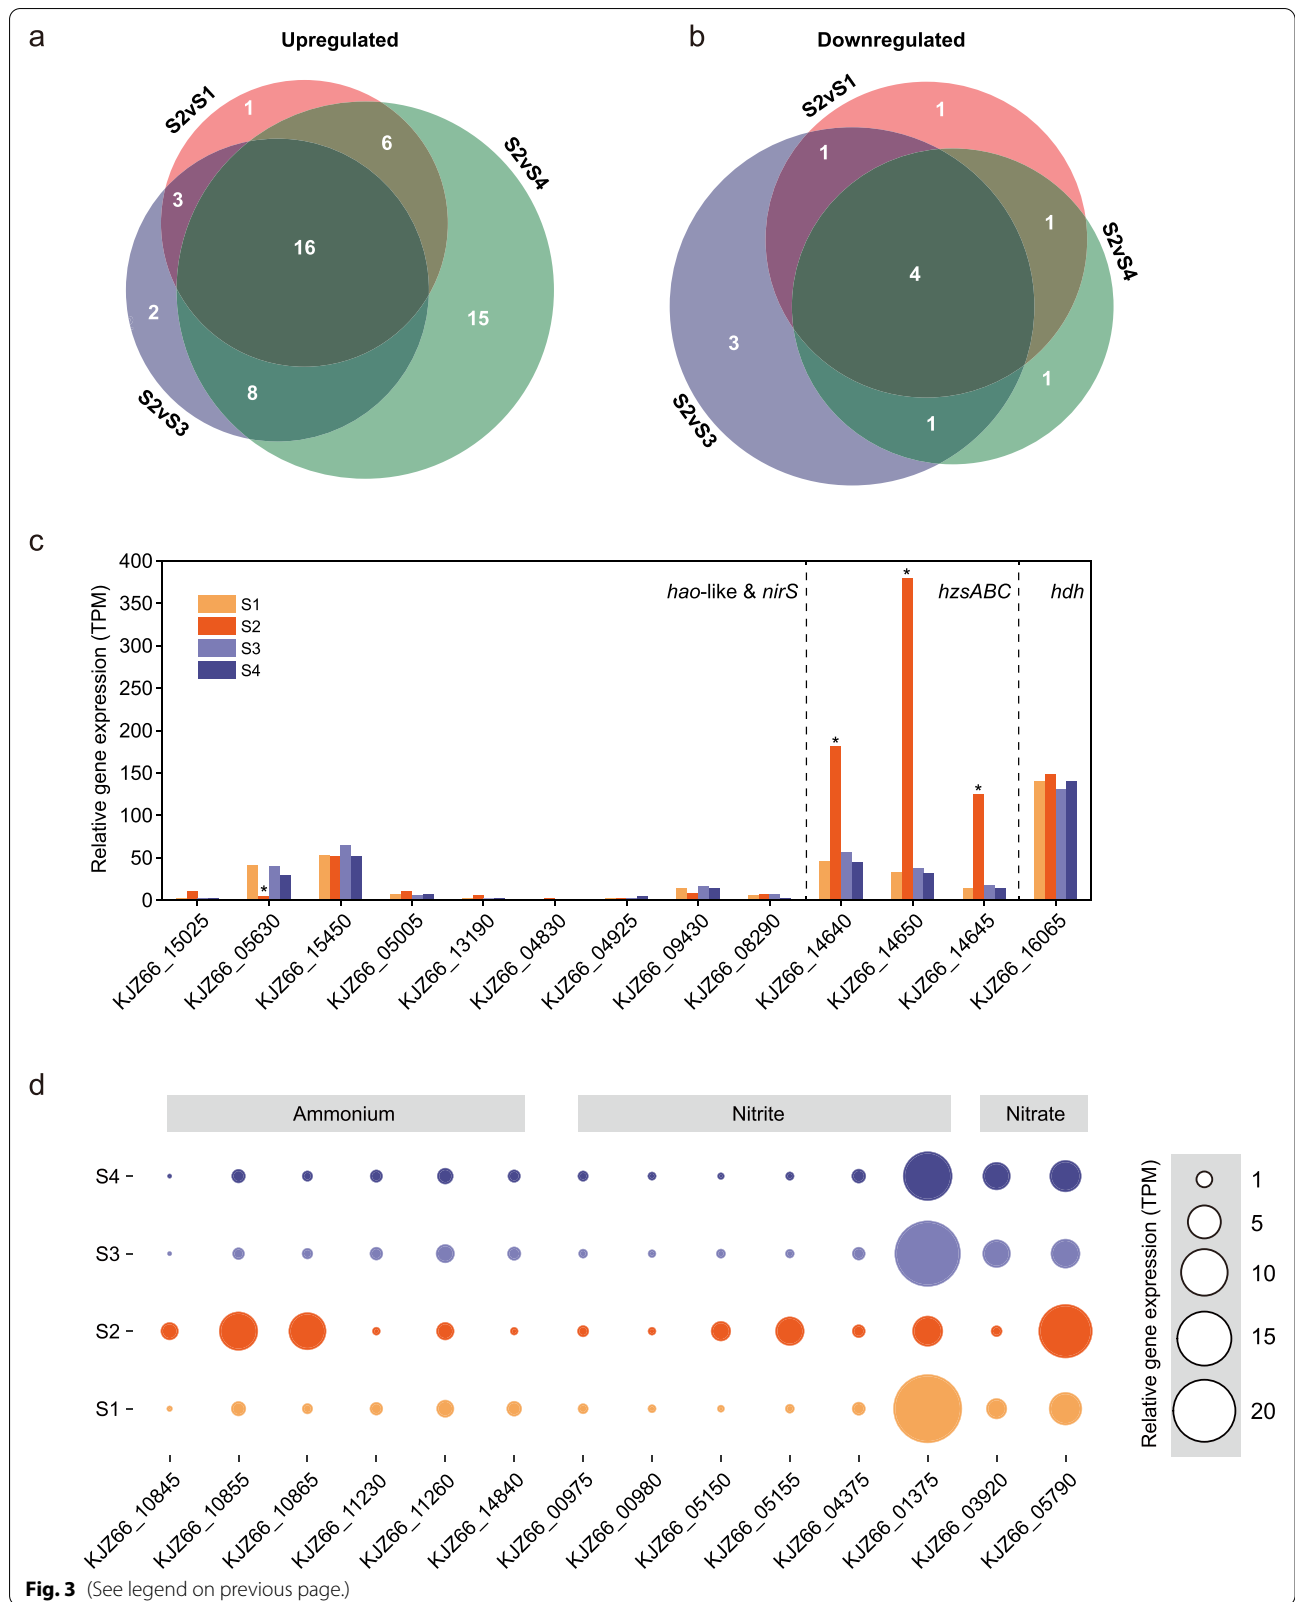 a
Upregulated
b
Downregulated
S2vS1
1
6
S2vS4
3
16
2
15
8
S2vS3
S2vS1
1
1
1
S2vS4
4
3
1
1
S2vS3
c
Relative gene expression (TPM)
400
350
300
250
200
150
100
50
0
S1
S2
S3
S4
hao-like & nirS
hzsABC
hdh
*
*
*
*
KJZ66_15025
KJZ66_05630
KJZ66_15450
KJZ66_05005
KJZ66_13190
KJZ66_04830
KJZ66_04925
KJZ66_09430
KJZ66_08290
KJZ66_14640
KJZ66_14650
KJZ66_14645
KJZ66_16065
d
Ammonium
Nitrite
Nitrate
S4
S3
S2
S1
KJZ66_10845
KJZ66_10855
KJZ66_10865
KJZ66_11230
KJZ66_11260
KJZ66_14840
KJZ66_00975
KJZ66_00980
KJZ66_05150
KJZ66_05155
KJZ66_04375
KJZ66_01375
KJZ66_03920
KJZ66_05790
Relative gene expression (TPM)
1
5
10
15
20
Fig. 3 (See legend on previous page.)